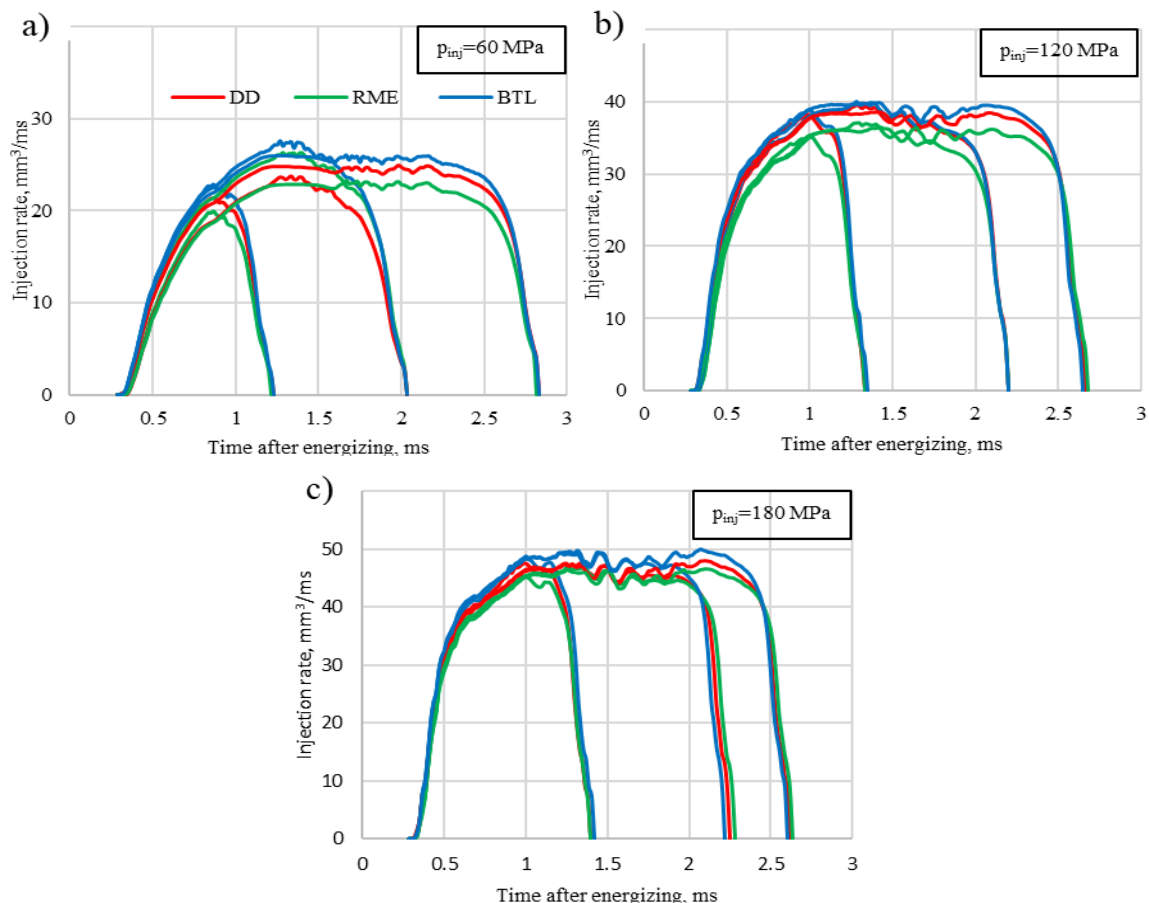 a)
p_inj=60 MPa
DD RME BTL
30
20
10
0
0 0.5 1 1.5 2 2.5 3
Injection rate, mm³/ms
Time after energizing, ms
b)
p_inj=120 MPa
50
40
30
20
10
0
0 0.5 1 1.5 2 2.5 3
Injection rate, mm³/ms
Time after energizing, ms
c)
p_inj=180 MPa
50
40
30
20
10
0
0 0.5 1 1.5 2 2.5 3
Injection rate, mm³/ms
Time after energizing, ms